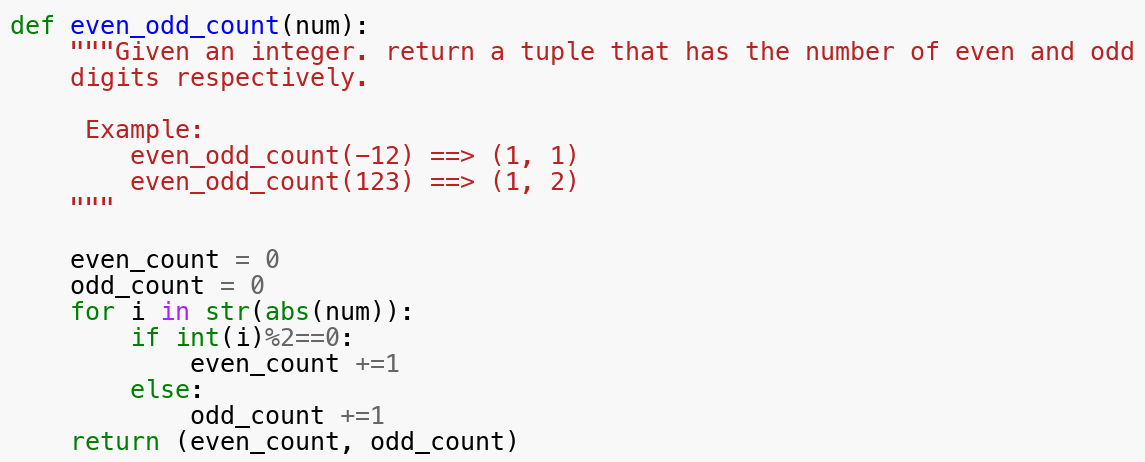 def even_odd_count(num):
    """Given an integer. return a tuple that has the number of even and odd
    digits respectively.

     Example:
        even_odd_count(-12) ==> (1, 1)
        even_odd_count(123) ==> (1, 2)
    """

    even_count = 0
    odd_count = 0
    for i in str(abs(num)):
        if int(i)%2==0:
            even_count +=1
        else:
            odd_count +=1
    return (even_count, odd_count)